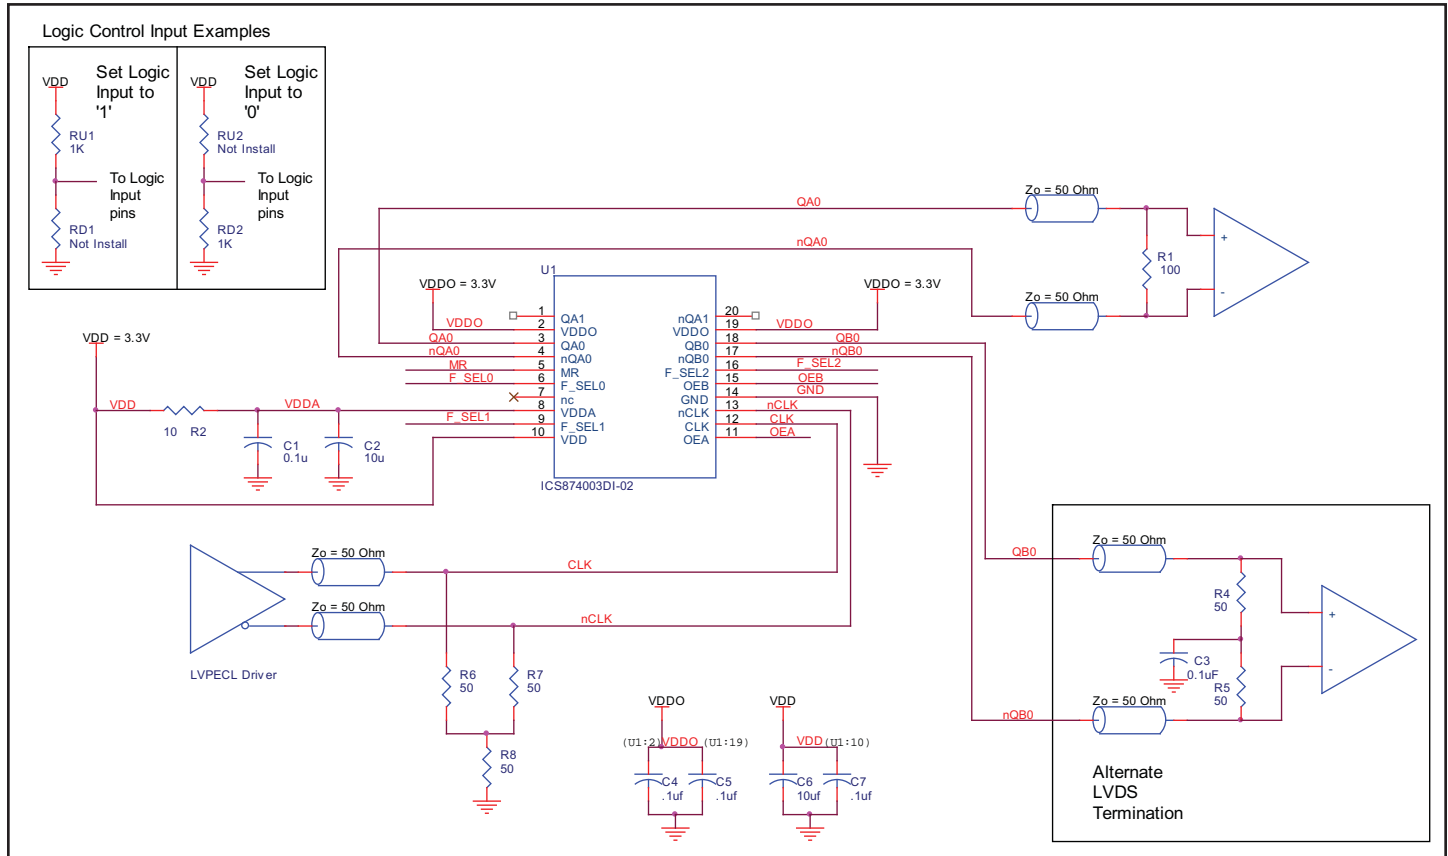 Logic Control Input Examples
VDD
Set Logic
Input to
'1'
RU1
1K
To Logic
Input
pins
RD1
Not Install
VDD
Set Logic
Input to
'0'
RU2
Not Install
To Logic
Input
pins
RD2
1K
VDD = 3.3V
VDD
10 R2
VDDA
C1
0.1u
C2
10u
VDDO = 3.3V
VDDO
QA0
nQA0
MR
F_SEL0
F_SEL1
U1
1 QA1
2 VDDO
3 QA0
4 nQA0
5 MR
6 F_SEL0
7 nc
8 VDDA
9 F_SEL1
10 VDD
nQA1 20
VDDO 19
QB0 18
nQB0 17
F_SEL2 16
OEB 15
GND 14
nCLK 13
CLK 12
OEA 11
ICS874003DI-02
VDDO = 3.3V
VDDO
QB0
nQB0
F_SEL2
OEB
GND
nCLK
CLK
OEA
QA0
nQA0
Zo = 50 Ohm
Zo = 50 Ohm
R1
100
+
-
LVPECL Driver
Zo = 50 Ohm
Zo = 50 Ohm
CLK
nCLK
R6
50
R7
50
R8
50
VDDO
(U1:2) VDDO (U1:19)
C4
.1uf
C5
.1uf
VDD
VDD (U1:10)
C6
10uf
C7
.1uf
QB0
nQB0
Zo = 50 Ohm
Zo = 50 Ohm
R4
50
C3
0.1uF
R5
50
+
-
Alternate
LVDS
Termination